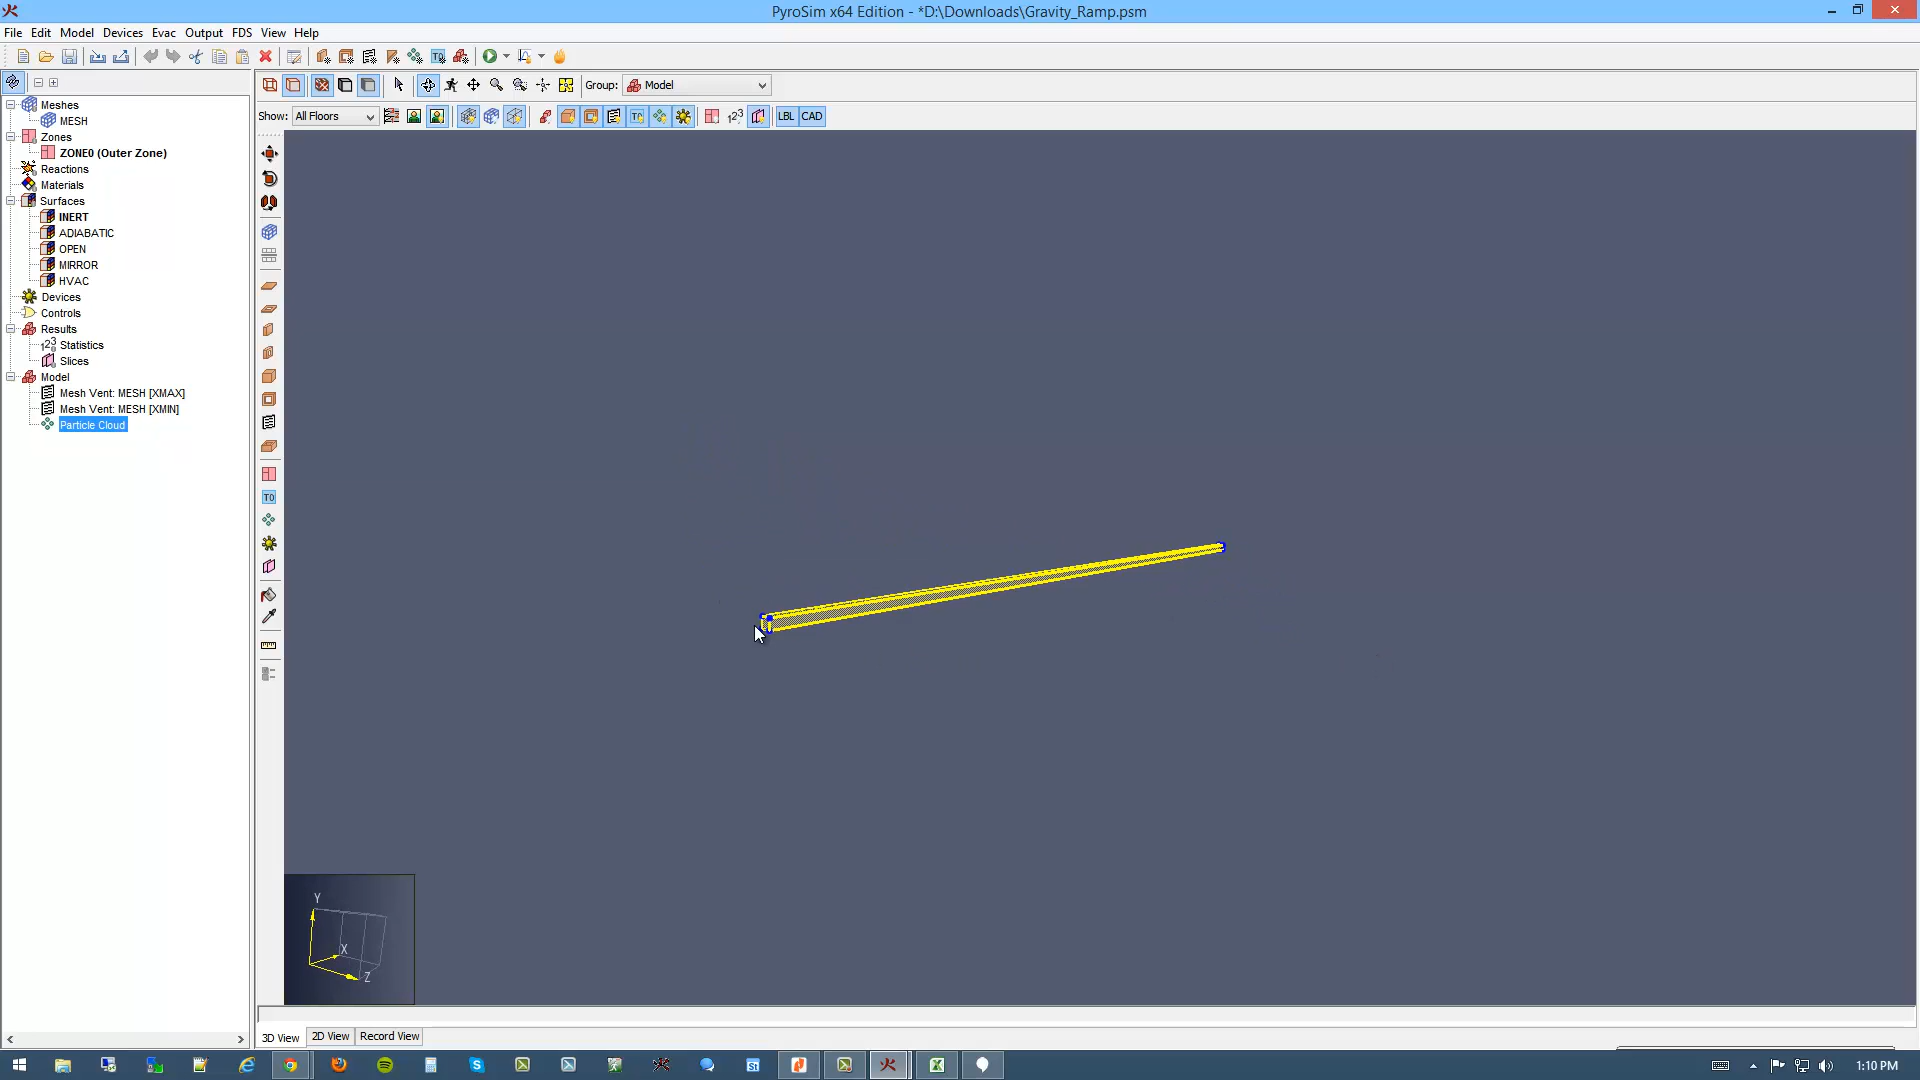 PyroSim x64 Edition - *D:\Downloads\Gravity_Ramp.psm
File Edit Model Devices Evac Output FDS View Help
Group: Model
Show: All Floors LBL CAD
Meshes
MESH
Zones
ZONE0 (Outer Zone)
Reactions
Materials
Surfaces
INERT
ADIABATIC
OPEN
MIRROR
HVAC
Devices
Controls
Results
Statistics
Slices
Model
Mesh Vent: MESH [XMAX]
Mesh Vent: MESH [XMIN]
Particle Cloud
Y
X
Z
3D View 2D View Record View
1:10 PM